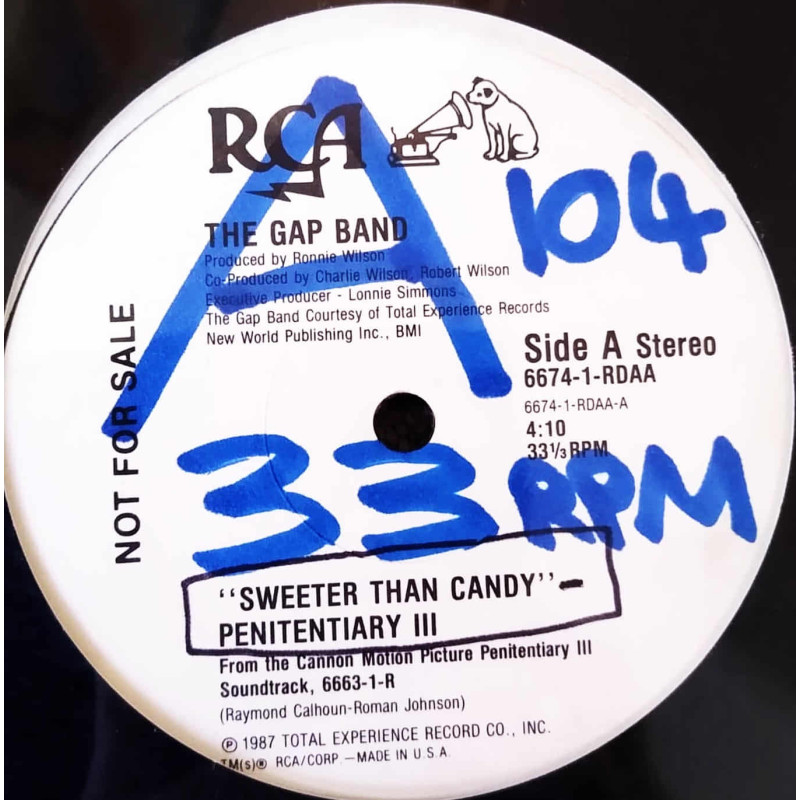 RCA
A
104
THE GAP BAND
Produced by Ronnie Wilson
Co-Produced by Charlie Wilson, Robert Wilson
Executive Producer - Lonnie Simmons
The Gap Band Courtesy of Total Experience Records
New World Publishing Inc., BMI
NOT FOR SALE
Side A Stereo
6674-1-RDAA
6674-1-RDAA-A
4:10
33⅓ RPM
33 RPM
"SWEETER THAN CANDY"-
PENITENTIARY III
From the Cannon Motion Picture Penitentiary III
Soundtrack, 6663-1-R
(Raymond Calhoun-Roman Johnson)
℗ 1987 TOTAL EXPERIENCE RECORD CO., INC.
TM(s)® RCA/CORP.—MADE IN U.S.A.